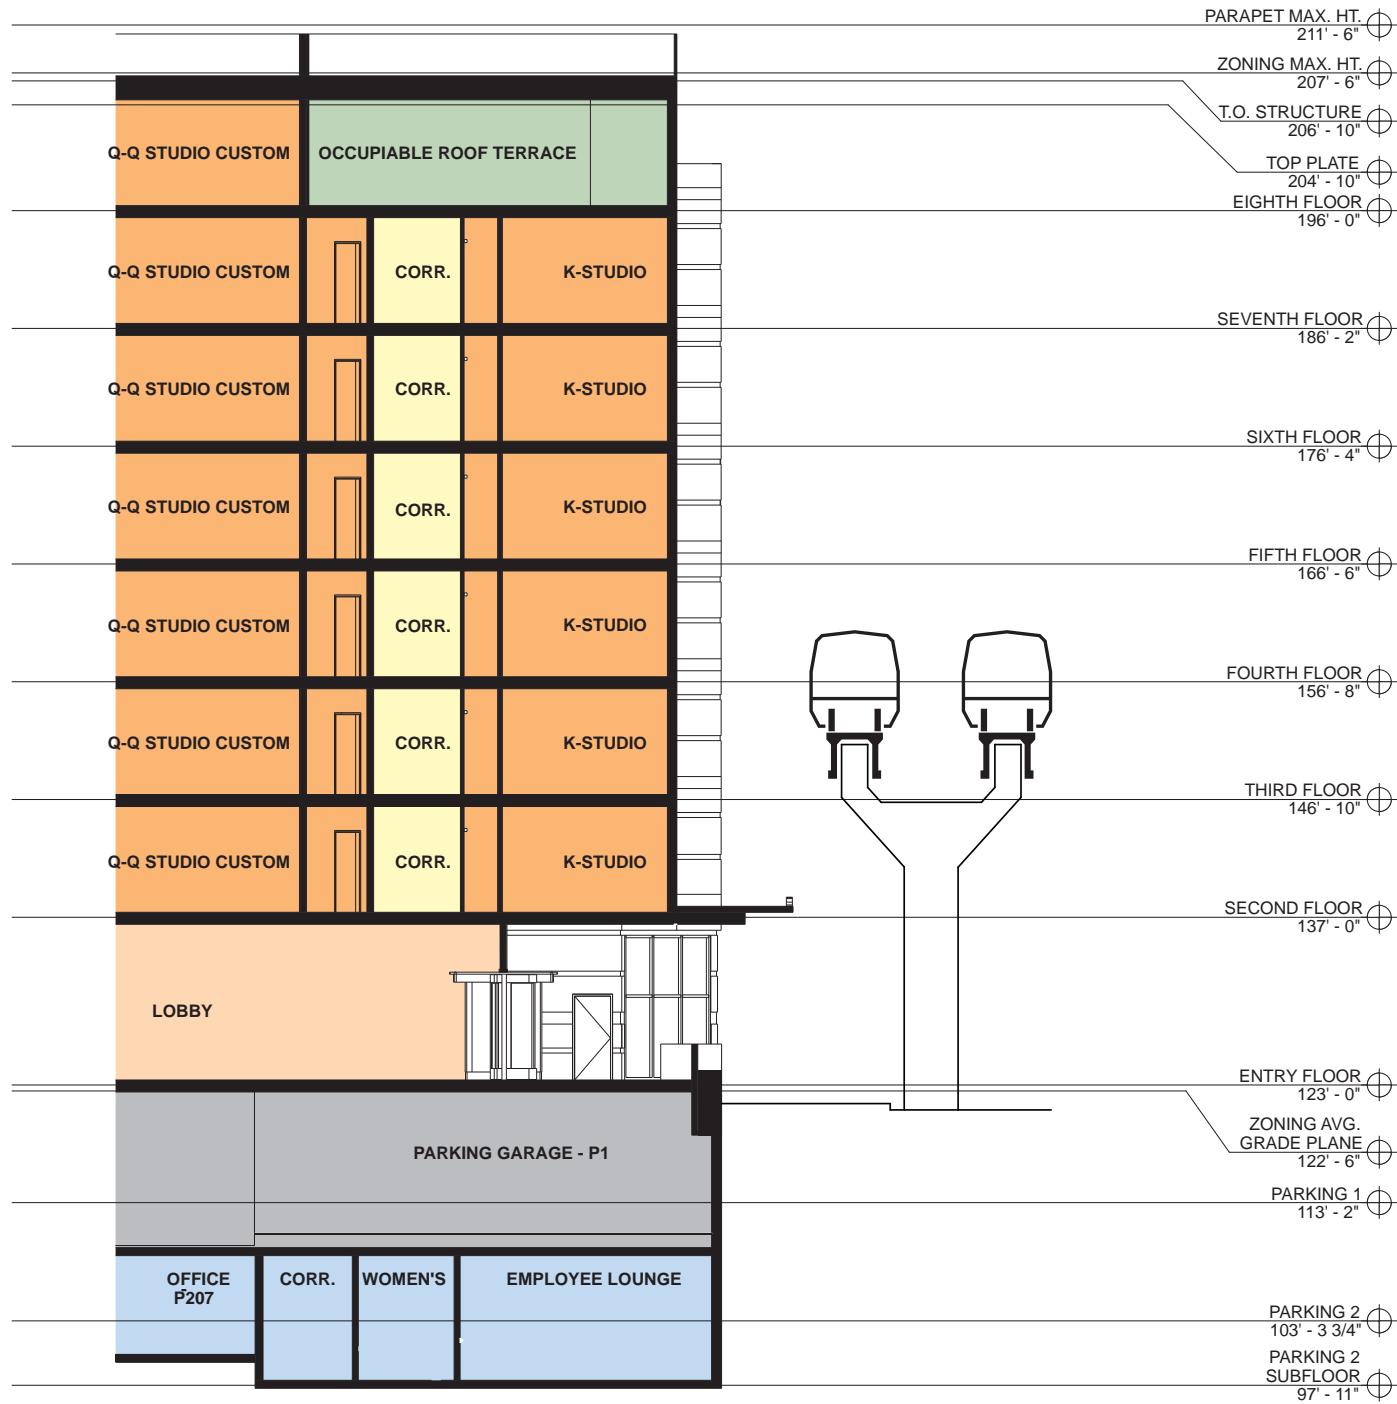 PARAPET MAX. HT.
211' - 6"
ZONING MAX. HT.
207' - 6"
T.O. STRUCTURE
206' - 10"
TOP PLATE
204' - 10"
EIGHTH FLOOR
196' - 0"
SEVENTH FLOOR
186' - 2"
SIXTH FLOOR
176' - 4"
FIFTH FLOOR
166' - 6"
FOURTH FLOOR
156' - 8"
THIRD FLOOR
146' - 10"
SECOND FLOOR
137' - 0"
ENTRY FLOOR
123' - 0"
ZONING AVG.
GRADE PLANE
122' - 6"
PARKING 1
113' - 2"
PARKING 2
103' - 3 3/4"
PARKING 2
SUBFLOOR
97' - 11"
Q-Q STUDIO CUSTOM OCCUPIABLE ROOF TERRACE
Q-Q STUDIO CUSTOM CORR. K-STUDIO
Q-Q STUDIO CUSTOM CORR. K-STUDIO
Q-Q STUDIO CUSTOM CORR. K-STUDIO
Q-Q STUDIO CUSTOM CORR. K-STUDIO
Q-Q STUDIO CUSTOM CORR. K-STUDIO
Q-Q STUDIO CUSTOM CORR. K-STUDIO
LOBBY
PARKING GARAGE - P1
OFFICE
P207
CORR.
WOMEN'S
EMPLOYEE LOUNGE